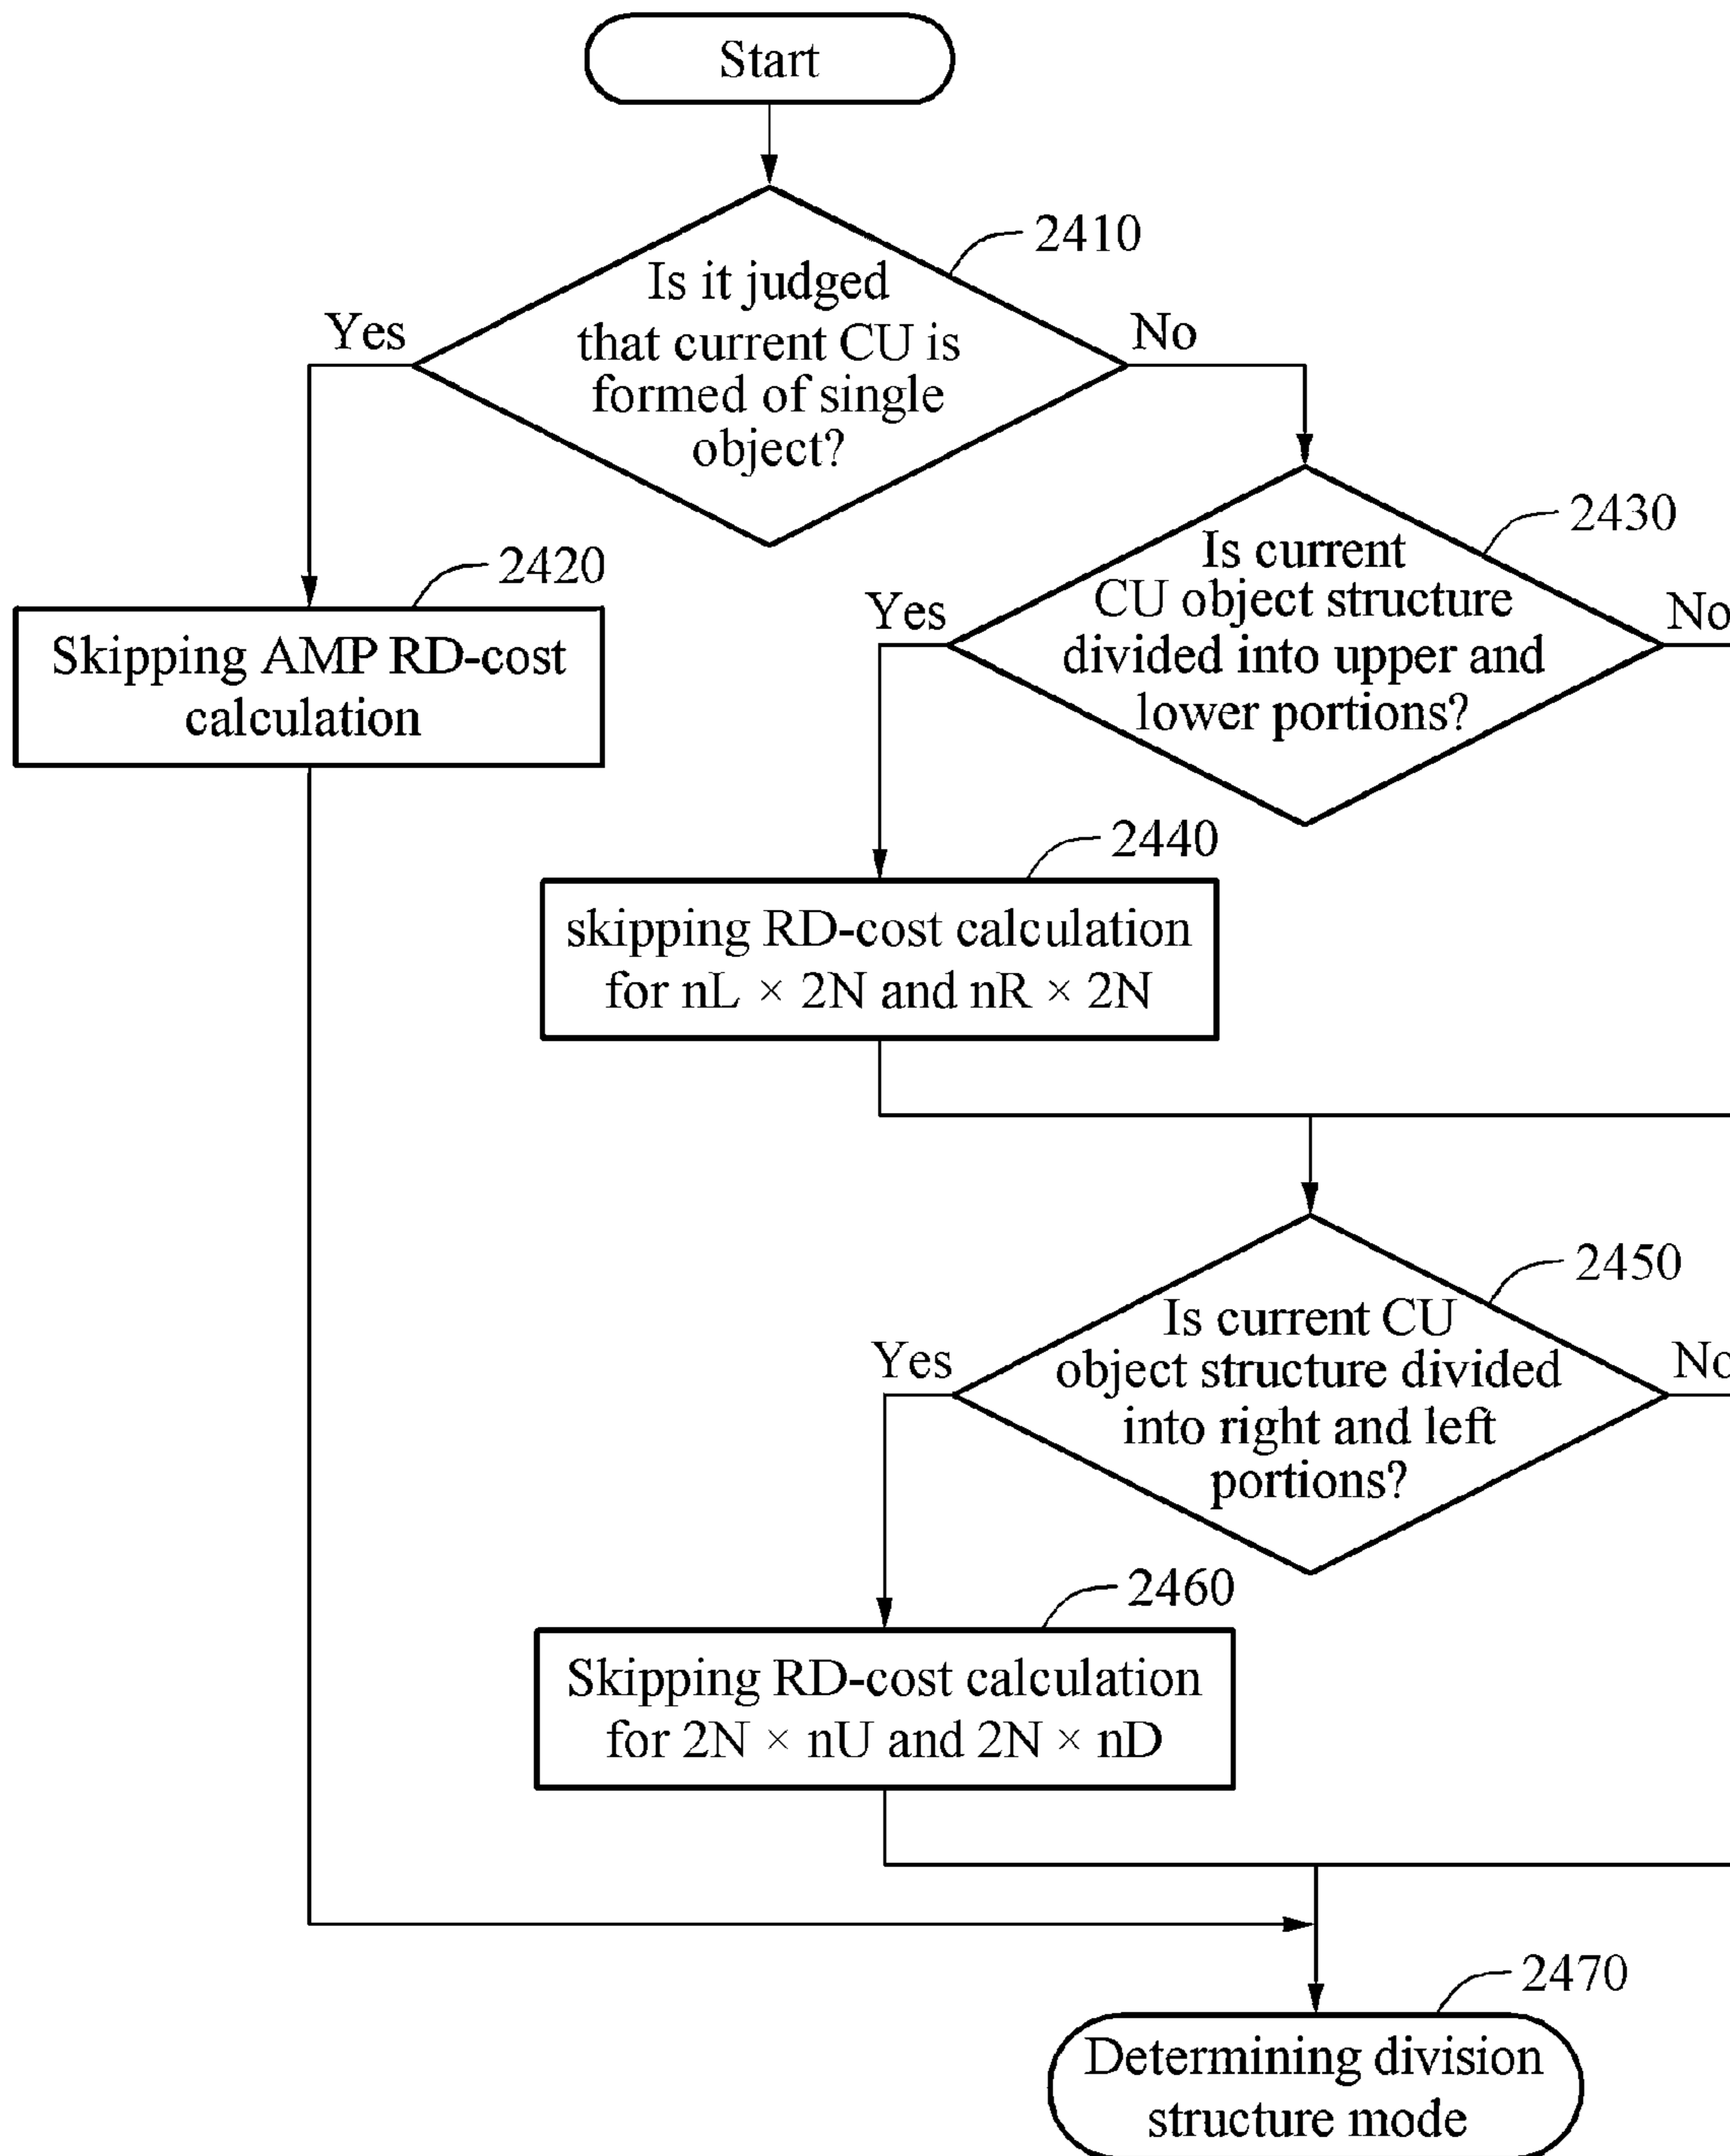 Start
2410
Is it judged
that current CU is
formed of single
object?
Yes
No
2420
Skipping AMP RD-cost
calculation
2430
Is current
CU object structure
divided into upper and
lower portions?
Yes
No
2440
skipping RD-cost calculation
for nL × 2N and nR × 2N
2450
Is current CU
object structure divided
into right and left
portions?
Yes
No
2460
Skipping RD-cost calculation
for 2N × nU and 2N × nD
2470
Determining division
structure mode